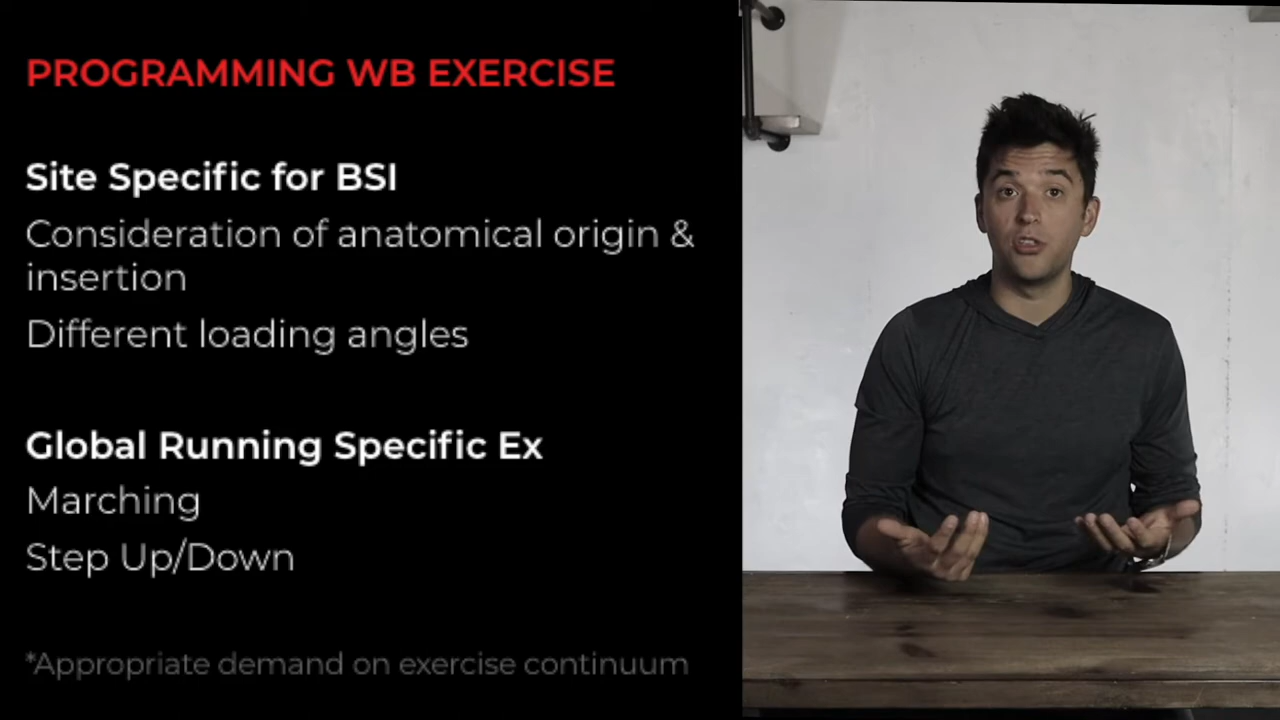 PROGRAMMING WB EXERCISE
Site Specific for BSI
Consideration of anatomical origin &
insertion
Different loading angles
Global Running Specific Ex
Marching
Step Up/Down
*Appropriate demand on exercise continuum